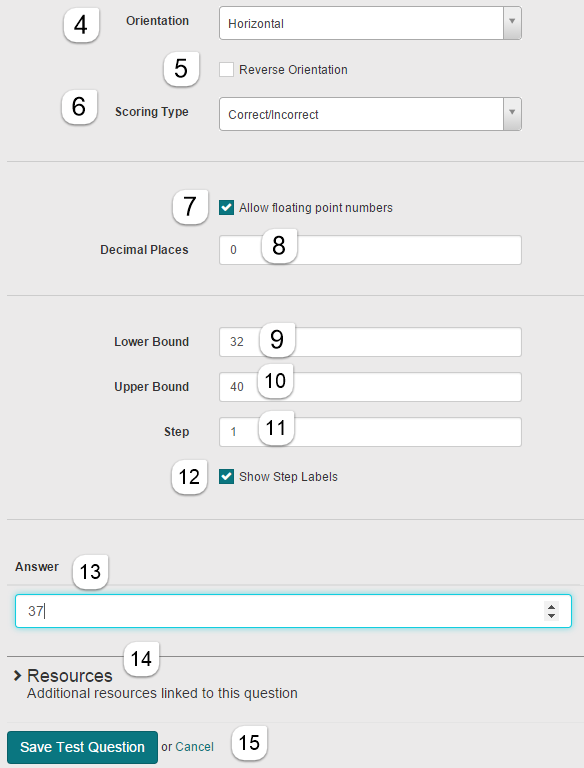 4 Orientation Horizontal
5 Reverse Orientation
6 Scoring Type Correct/Incorrect
7 Allow floating point numbers
Decimal Places 0 8
Lower Bound 32 9
Upper Bound 40 10
Step 1 11
12 Show Step Labels
Answer 13
37
Resources 14
Additional resources linked to this question
Save Test Question or Cancel 15